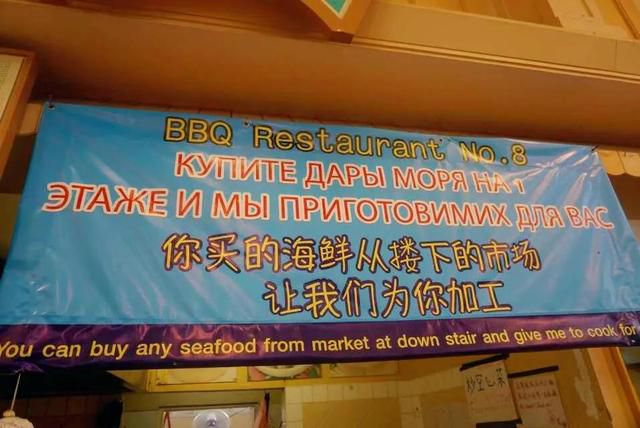 BBQ Restaurant No.8
КУПИТЕ ДАРЫ МОРЯ НА 1
ЭТАЖЕ И МЫ ПРИГОТОВИМИХ ДЛЯ ВАС
你买的海鲜从搂下的市场
让我们为你加工
You can buy any seafood from market at down stair and give me to cook for